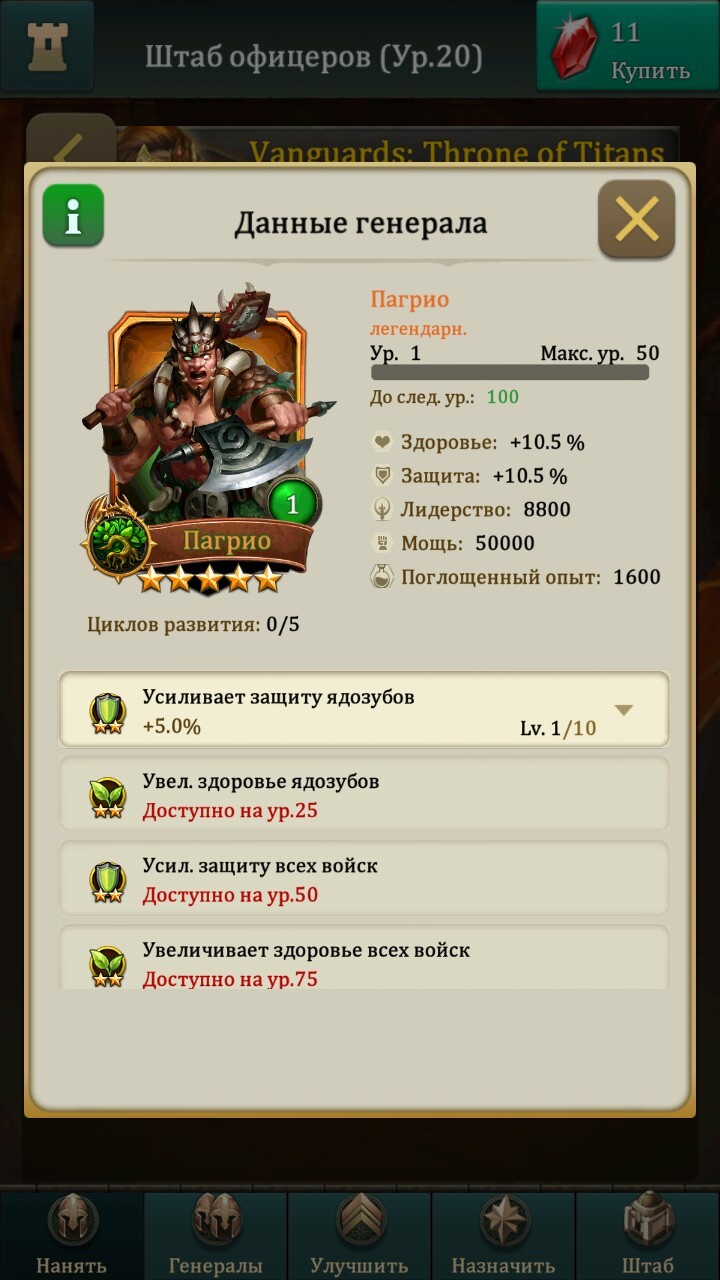 Штаб офицеров (Ур.20)
11
Купить
Vanguards: Throne of Titans
Данные генерала
Пагрио
легендарн.
Ур. 1 Макс. ур. 50
До след. ур.: 100
Здоровье: +10.5 %
Защита: +10.5 %
Лидерство: 8800
Мощь: 50000
Поглощенный опыт: 1600
1
Пагрио
Циклов развития: 0/5
Усиливает защиту ядозубов
+5.0% Lv. 1/10
Увел. здоровье ядозубов
Доступно на ур.25
Усил. защиту всех войск
Доступно на ур.50
Увеличивает здоровье всех войск
Доступно на ур.75
Нанять Генералы Улучшить Назначить Штаб